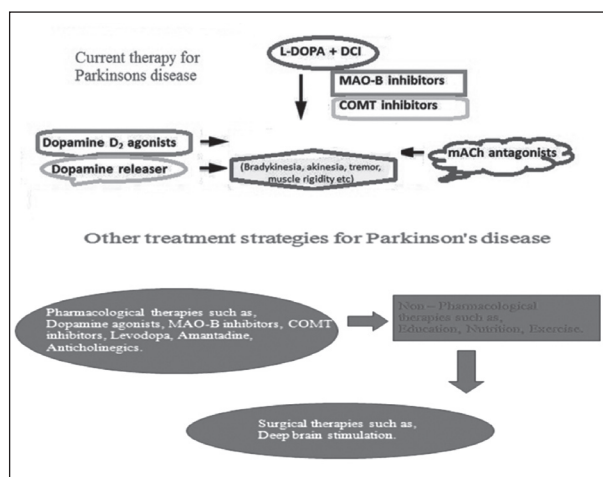 Current therapy for
Parkinsons disease
L-DOPA + DCI
MAO-B inhibitors
COMT inhibitors
Dopamine D₂ agonists
Dopamine releaser
(Bradykinesia, akinesia, tremor,
muscle rigidity etc)
mACh antagonists
Other treatment strategies for Parkinson's disease
Pharmacological therapies such as,
Dopamine agonists, MAO-B inhibitors, COMT
inhibitors, Levodopa, Amantadine,
Anticholinegics.
Non – Pharmacological
therapies such as,
Education, Nutrition, Exercise.
Surgical therapies such as,
Deep brain stimulation.